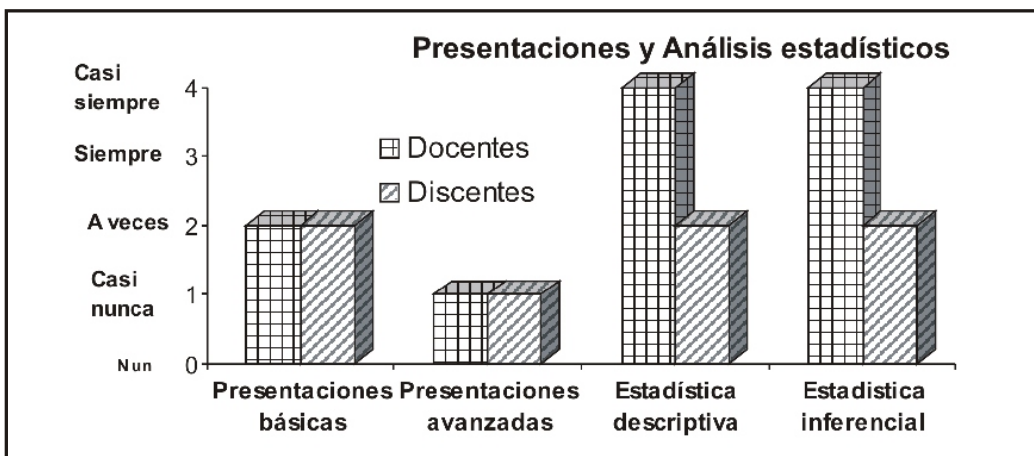 Presentaciones y Análisis estadísticos
Casi
siempre
4
Siempre
3
A veces
2
Casi
nunca
1
Nun
0
Docentes
Discentes
Presentaciones
básicas
Presentaciones
avanzadas
Estadística
descriptiva
Estadistica
inferencial